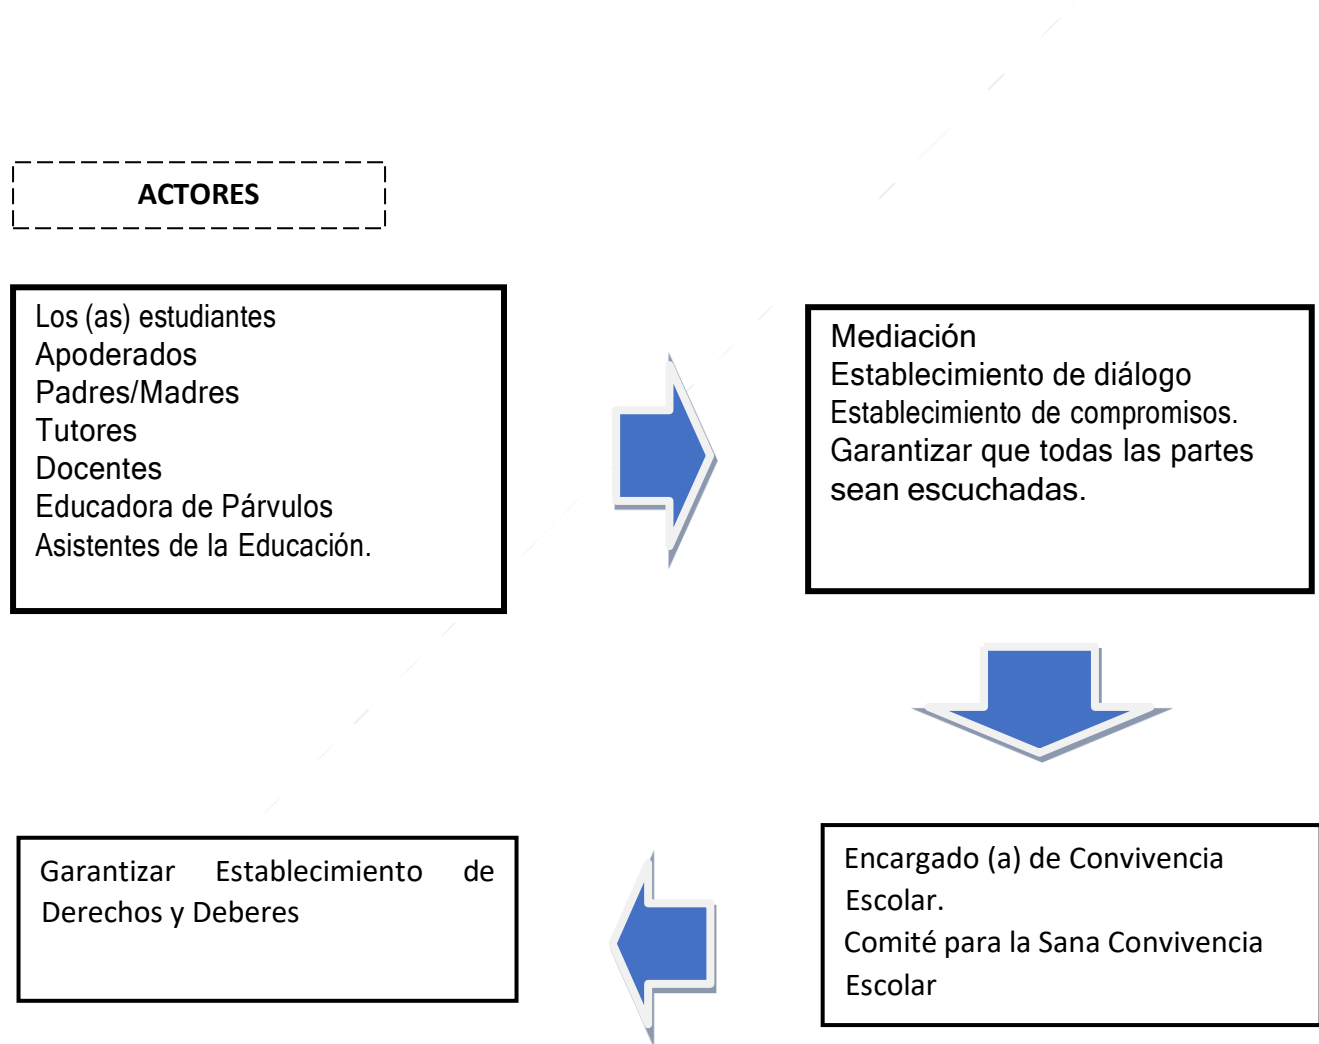 ACTORES
Los (as) estudiantes
Apoderados
Padres/Madres
Tutores
Docentes
Educadora de Párvulos
Asistentes de la Educación.
Mediación
Establecimiento de diálogo
Establecimiento de compromisos.
Garantizar que todas las partes
sean escuchadas.
Encargado (a) de Convivencia
Escolar.
Comité para la Sana Convivencia
Escolar
Garantizar Establecimiento de
Derechos y Deberes